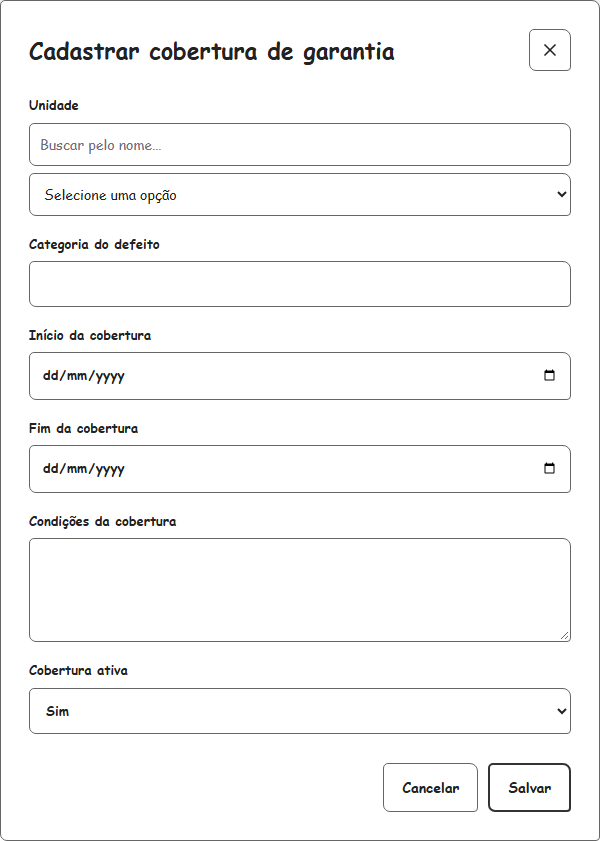 Cadastrar cobertura de garantia
Unidade
Buscar pelo nome...
Selecione uma opção
Categoria do defeito
Início da cobertura
dd/mm/yyyy
Fim da cobertura
dd/mm/yyyy
Condições da cobertura
Cobertura ativa
Sim
Cancelar
Salvar